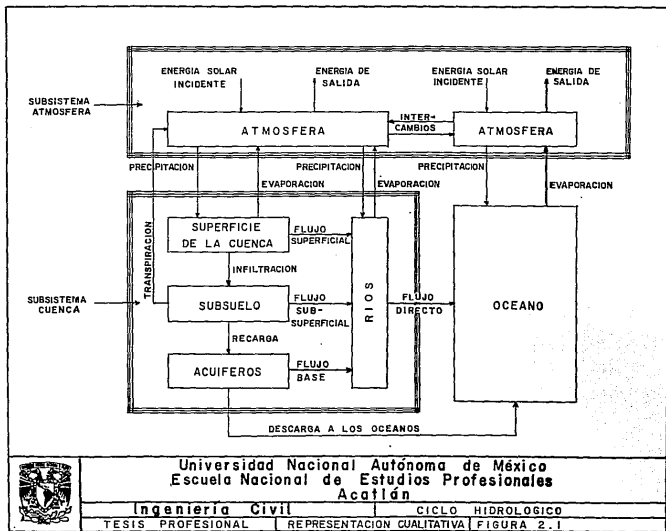 ENERGIA SOLAR
INCIDENTE
ENERGIA DE
SALIDA
ENERGIA SOLAR
INCIDENTE
ENERGIA DE
SALIDA
SUBSISTEMA
ATMOSFERA
ATMOSFERA
INTER-
CAMBIOS
ATMOSFERA
PRECIPITACION
EVAPORACION
PRECIPITACION
EVAPORACION
PRECIPITACION
EVAPORACION
TRANSPIRACION
SUPERFICIE
DE LA CUENCA
FLUJO
SUPERFICIAL
INFILTRACION
SUBSISTEMA
CUENCA
SUBSUELO
FLUJO
SUB-
SUPERFICIAL
RIOS
FLUJO
DIRECTO
OCEANO
RECARGA
ACUIFEROS
FLUJO
BASE
DESCARGA A LOS OCEANOS
Universidad Nacional Autónoma de México
Escuela Nacional de Estudios Profesionales
Acatlán
Ingeniería Civil
CICLO HIDROLOGICO
TESIS PROFESIONAL
REPRESENTACION CUALITATIVA
FIGURA 2.1